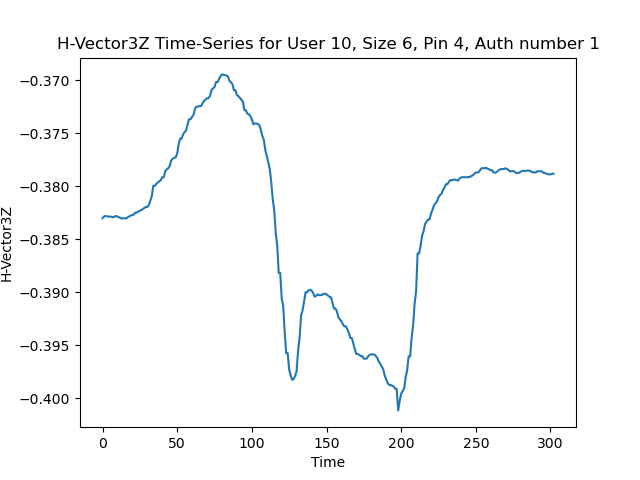 H-Vector3Z Time-Series for User 10, Size 6, Pin 4, Auth number 1
H-Vector3Z
−0.370
−0.375
−0.380
−0.385
−0.390
−0.395
−0.400
0 50 100 150 200 250 300
Time